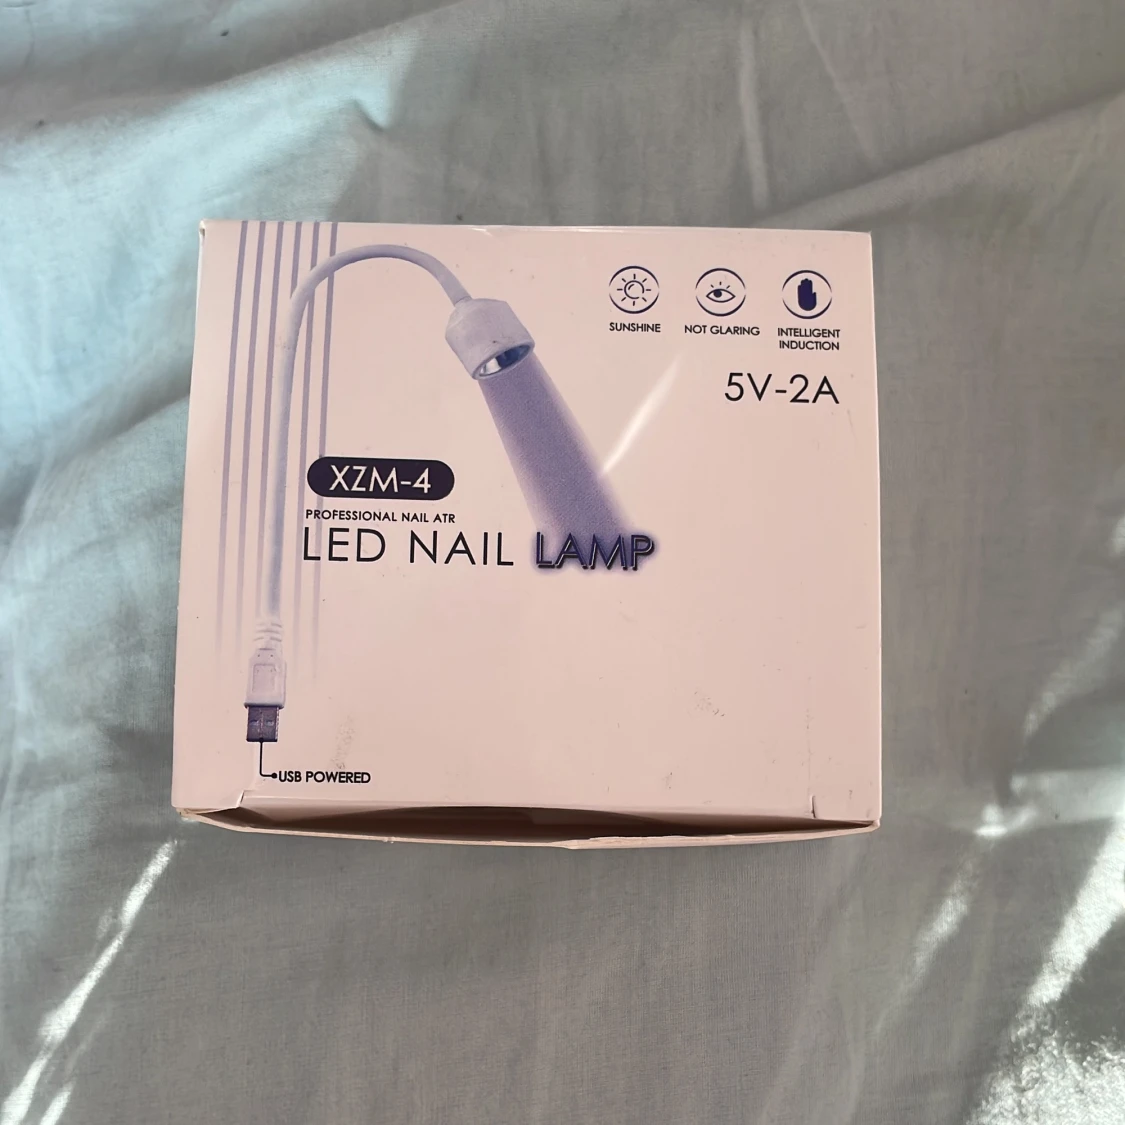 SUNSHINE
NOT GLARING
INTELLIGENT
INDUCTION
5V-2A
XZM-4
PROFESSIONAL NAIL ATR
LED NAIL LAMP
USB POWERED